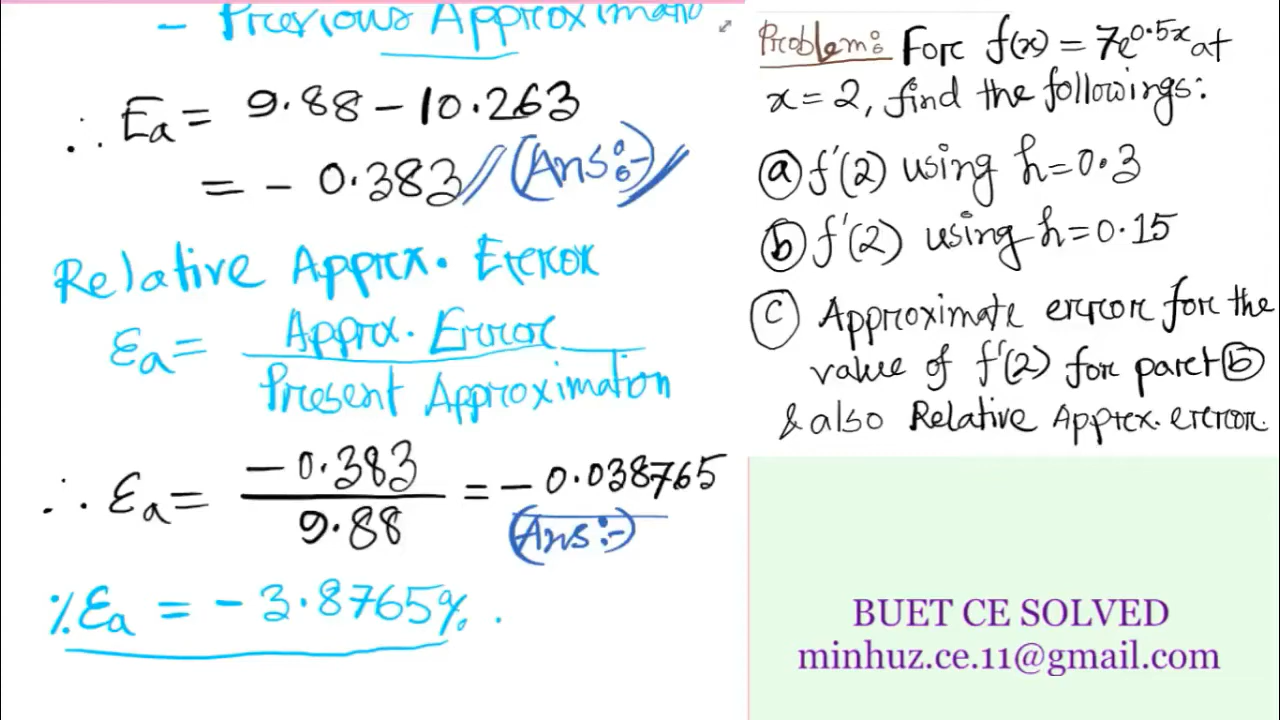 - Previous Approximatio
∴ Ea = 9.88 - 10.263
= - 0.383 // (Ans:-) //
Relative Apprx. Error
εa = Apprx. Error / Present Approximation
∴ εa = -0.383 / 9.88 = - 0.038765
(Ans:-)
% εa = - 3.8765% .
Problem: For f(x) = 7e^0.5x at
x = 2, find the followings:
(a) f'(2) using h = 0.3
(b) f'(2) using h = 0.15
(c) Approximate error for the
value of f'(2) for part (b)
& also Relative Apprx. error.
BUET CE SOLVED
minhuz.ce.11@gmail.com